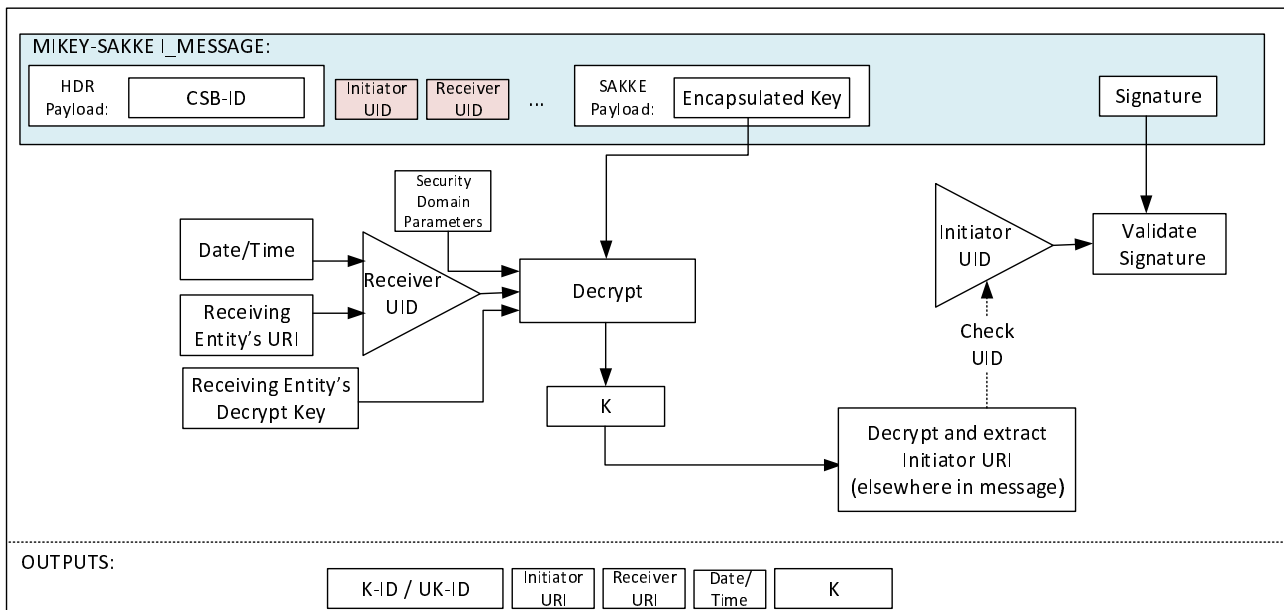 MIKEY-SAKKE I_MESSAGE:
HDR
Payload:
CSB-ID
Initiator
UID
Receiver
UID
...
SAKKE
Payload:
Encapsulated Key
Signature
Security
Domain
Parameters
Date/Time
Receiver
UID
Receiving
Entity’s URI
Receiving Entity’s
Decrypt Key
Decrypt
K
Initiator
UID
Validate
Signature
Check
UID
Decrypt and extract
Initiator URI
(elsewhere in message)
OUTPUTS:
K-ID / UK-ID
Initiator
URI
Receiver
URI
Date/
Time
K